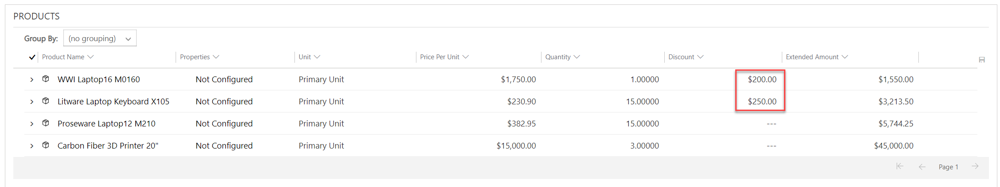 PRODUCTS
Group By: (no grouping)
Product Name Properties Unit Price Per Unit Quantity Discount Extended Amount
WWI Laptop16 M0160 Not Configured Primary Unit $1,750.00 1.00000 $200.00 $1,550.00
Litware Laptop Keyboard X105 Not Configured Primary Unit $230.90 15.00000 $250.00 $3,213.50
Proseware Laptop12 M210 Not Configured Primary Unit $382.95 15.00000 --- $5,744.25
Carbon Fiber 3D Printer 20" Not Configured Primary Unit $15,000.00 3.00000 --- $45,000.00
Page 1